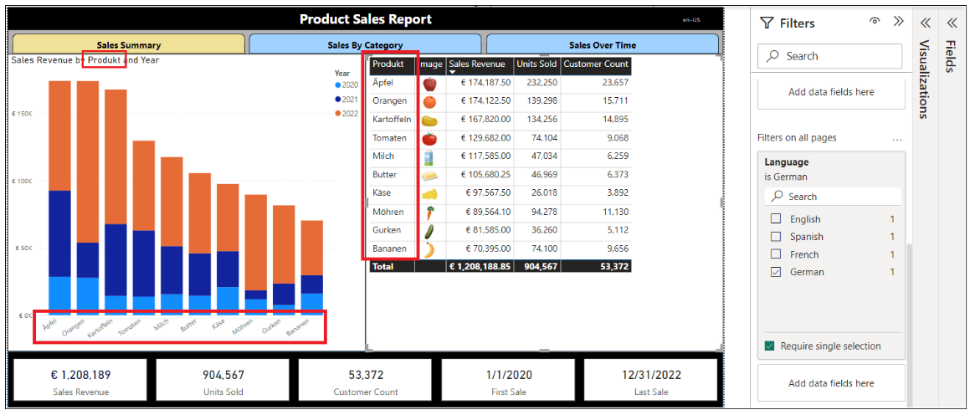 Product Sales Report
en-US
Sales Summary
Sales By Category
Sales Over Time
Sales Revenue by Produkt and Year
Year
2020
2021
2022
€ 150K
€ 100K
€ 50K
€ 0K
Äpfel
Orangen
Kartoffeln
Tomaten
Milch
Butter
Käse
Möhren
Gurken
Bananen
Produkt Image Sales Revenue Units Sold Customer Count
Äpfel € 174,187.50 232,250 23,657
Orangen € 174,122.50 139,298 15,711
Kartoffeln € 167,820.00 134,256 14,895
Tomaten € 129,682.00 74,104 9,068
Milch € 117,585.00 47,034 6,259
Butter € 105,680.25 46,969 6,373
Käse € 97,567.50 26,018 3,892
Möhren € 89,564.10 94,278 11,130
Gurken € 81,585.00 36,260 5,112
Bananen € 70,395.00 74,100 9,656
Total € 1,208,188.85 904,567 53,372
€ 1,208,189
Sales Revenue
904,567
Units Sold
53,372
Customer Count
1/1/2020
First Sale
12/31/2022
Last Sale
Filters
Search
Add data fields here
Filters on all pages
...
Language
is German
Search
English 1
Spanish 1
French 1
German 1
Require single selection
Add data fields here
Visualizations
Fields